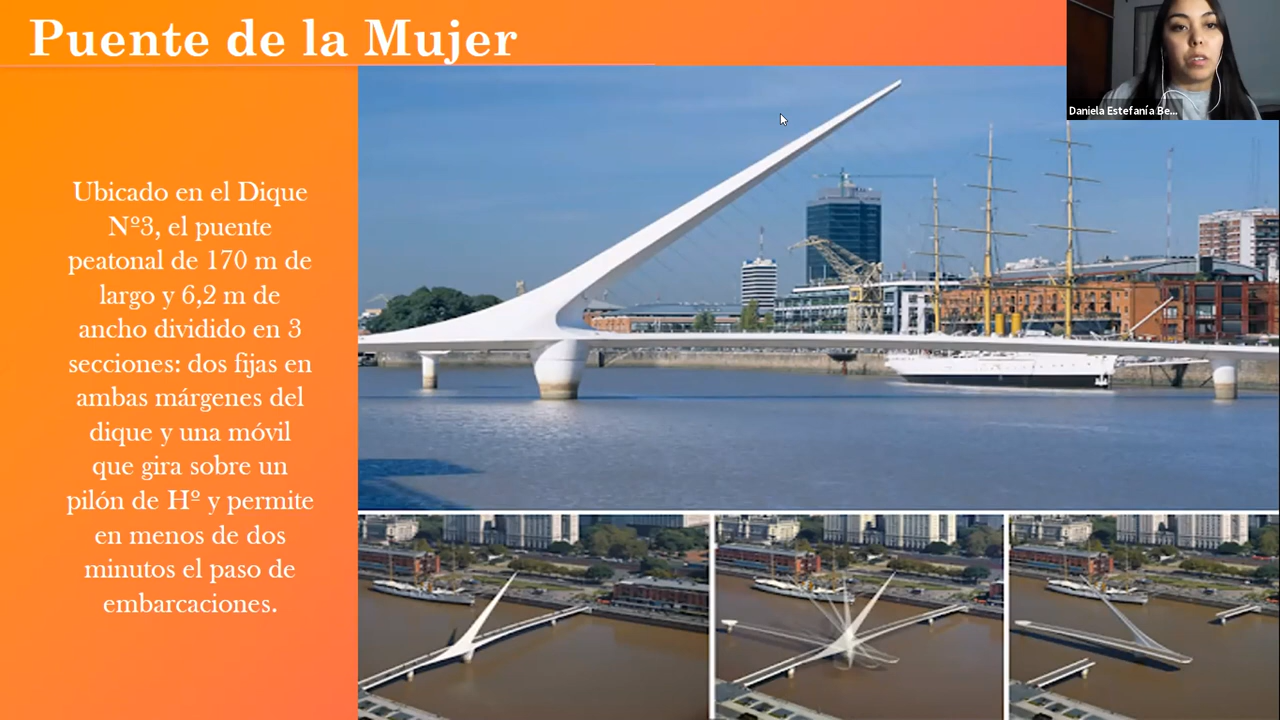 Puente de la Mujer
Daniela Estefanía Be...
Ubicado en el Dique
Nº3, el puente
peatonal de 170 m de
largo y 6,2 m de
ancho dividido en 3
secciones: dos fijas en
ambas márgenes del
dique y una móvil
que gira sobre un
pilón de Hº y permite
en menos de dos
minutos el paso de
embarcaciones.